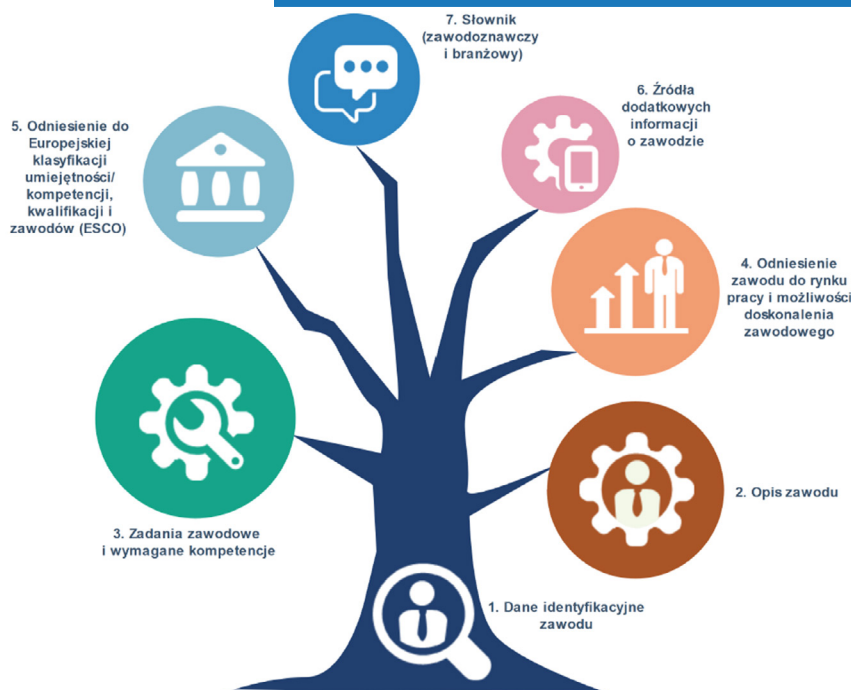 7. Słownik
(zawodoznawczy
i branżowy)
6. Źródła
dodatkowych
informacji
o zawodzie
5. Odniesienie do
Europejskiej
klasyfikacji
umiejętności/
kompetencji,
kwalifikacji i
zawodów (ESCO)
4. Odniesienie
zawodu do rynku
pracy i możliwości
doskonalenia
zawodowego
3. Zadania zawodowe
i wymagane kompetencje
2. Opis zawodu
1. Dane identyfikacyjne
zawodu